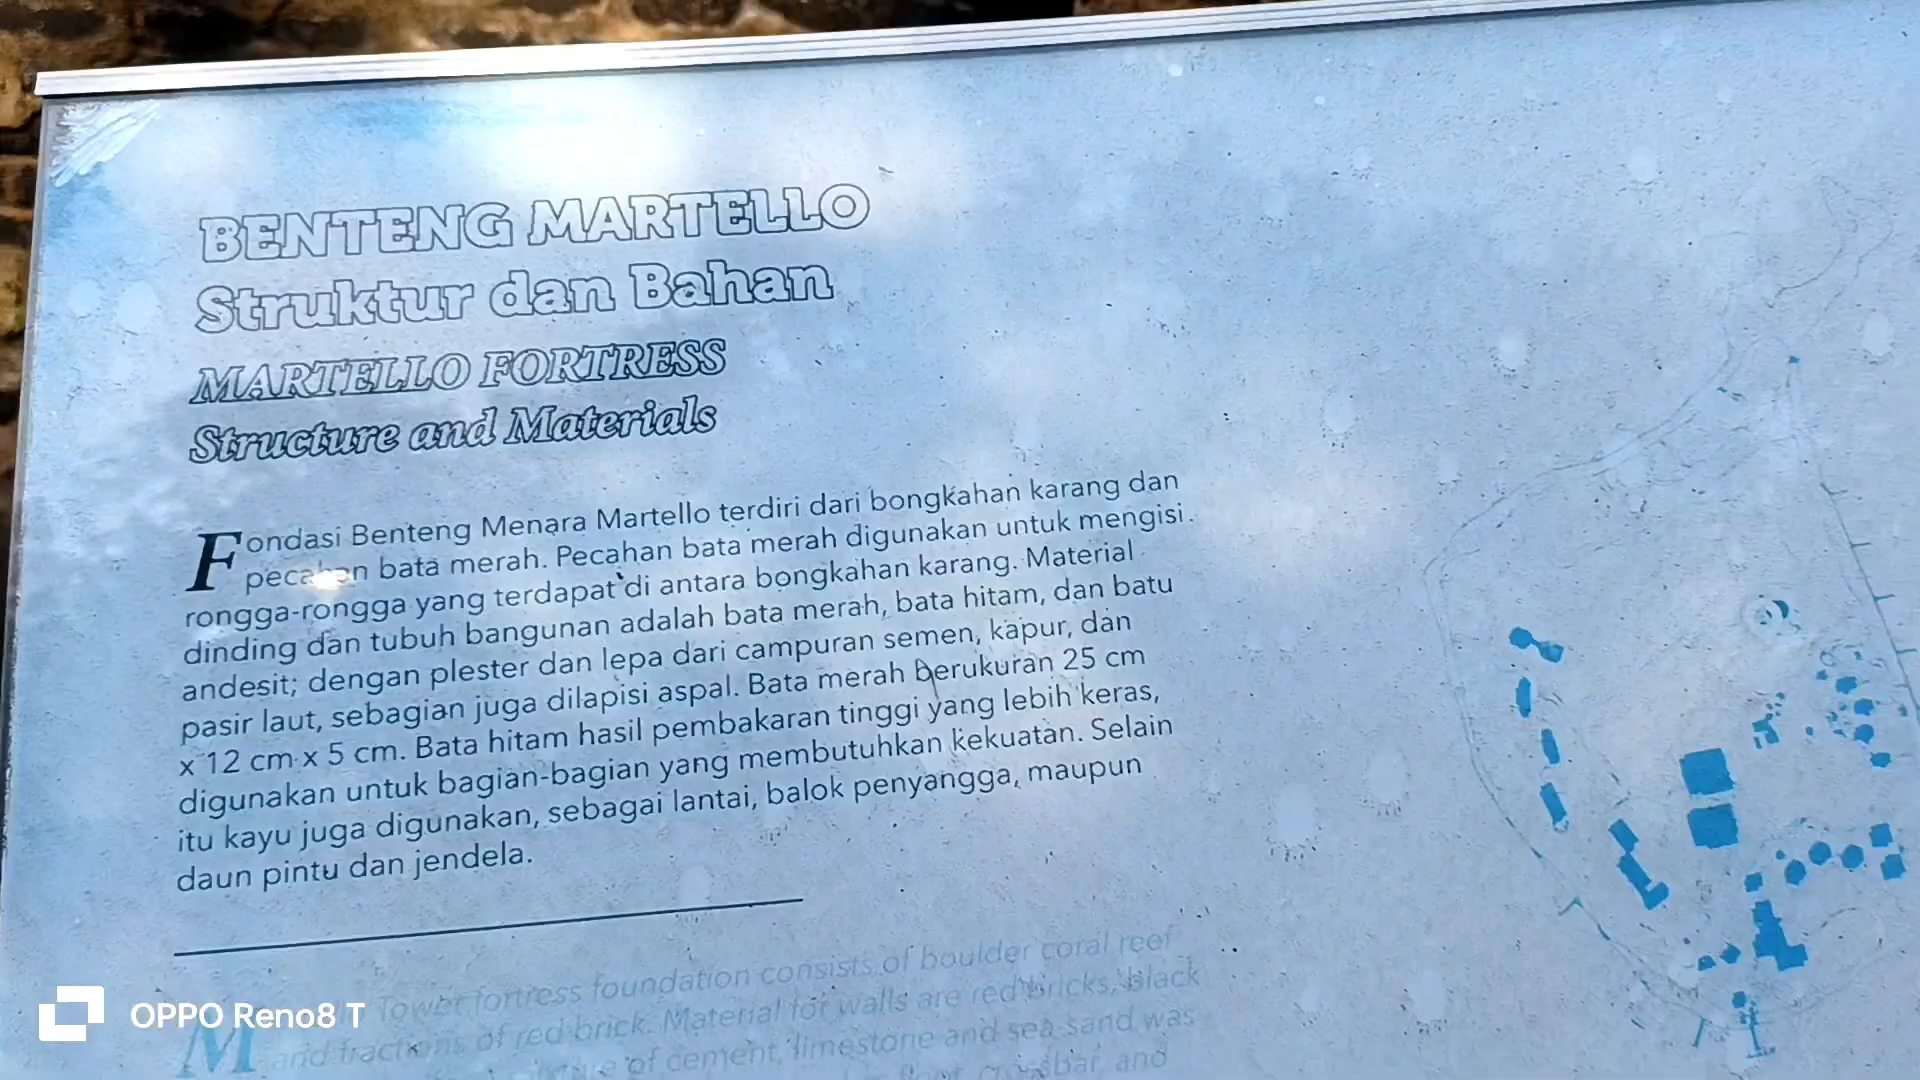 BENTENG MARTELLO
Struktur dan Bahan
MARTELLO FORTRESS
Structure and Materials
Fondasi Benteng Menara Martello terdiri dari bongkahan karang dan
pecahan bata merah. Pecahan bata merah digunakan untuk mengisi
rongga-rongga yang terdapat di antara bongkahan karang. Material
dinding dan tubuh bangunan adalah bata merah, bata hitam, dan batu
andesit; dengan plester dan lepa dari campuran semen, kapur, dan
pasir laut, sebagian juga dilapisi aspal. Bata merah berukuran 25 cm
x 12 cm x 5 cm. Bata hitam hasil pembakaran tinggi yang lebih keras,
digunakan untuk bagian-bagian yang membutuhkan kekuatan. Selain
itu kayu juga digunakan, sebagai lantai, balok penyangga, maupun
daun pintu dan jendela.
Tower fortress foundation consists of boulder coral reef
and fractions of red brick. Material for walls are red bricks, black
of cement, limestone and sea sand was
and
OPPO Reno8 T